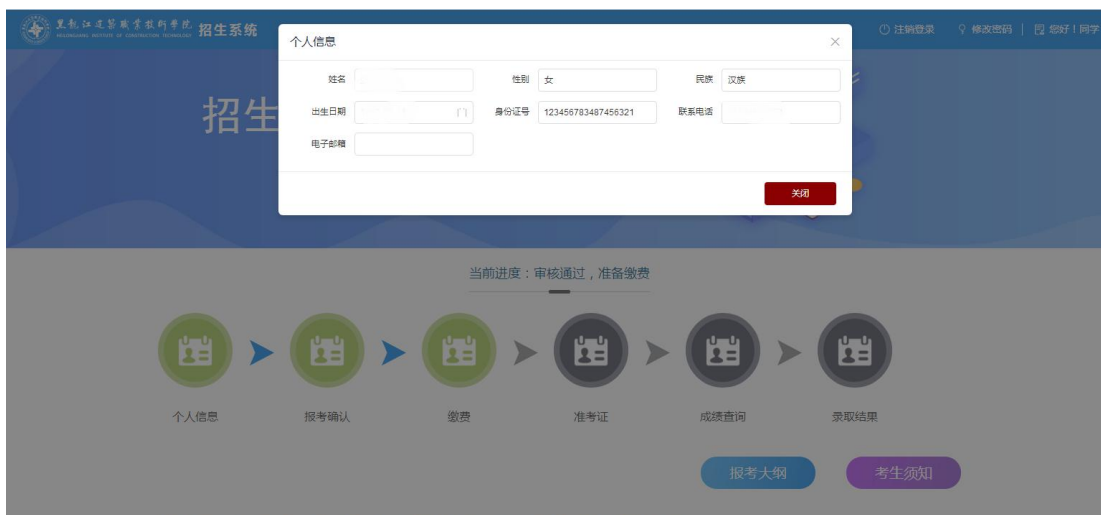 黑龙江建筑职业技术学院 招生系统
注销登录 修改密码 | 您好！同学
招生
个人信息 ×
姓名 性别 女 民族 汉族
出生日期 身份证号 123456783487456321 联系电话
电子邮箱
关闭
当前进度：审核通过，准备缴费
个人信息 报考确认 缴费 准考证 成绩查询 录取结果
报考大纲 考生须知